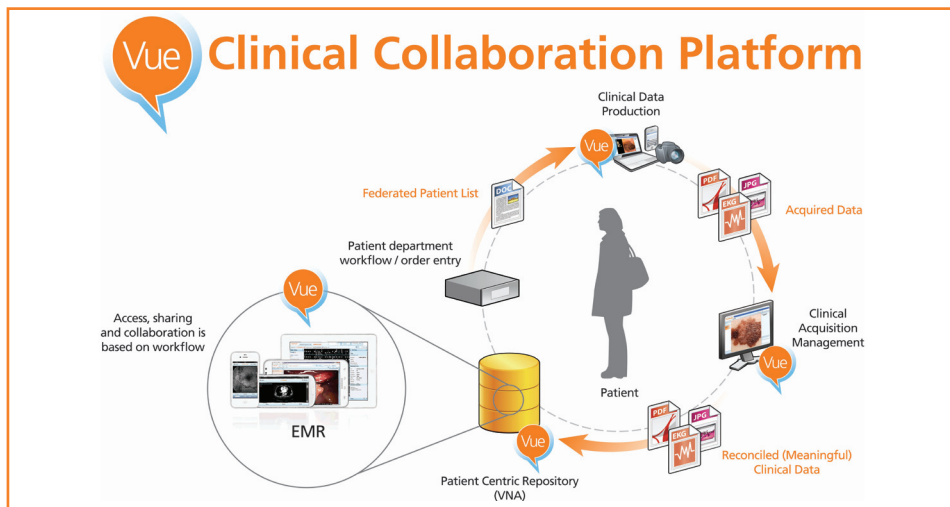 Vue Clinical Collaboration Platform
Clinical Data
Production
Vue
Federated Patient List
DOC
PDF
JPG
EKG
Acquired Data
Patient department
workflow / order entry
Vue
Access, sharing
and collaboration is
based on workflow
EMR
Clinical
Acquisition
Management
Vue
Patient
PDF
JPG
EKG
Reconciled (Meaningful)
Clinical Data
Vue
Patient Centric Repository
(VNA)